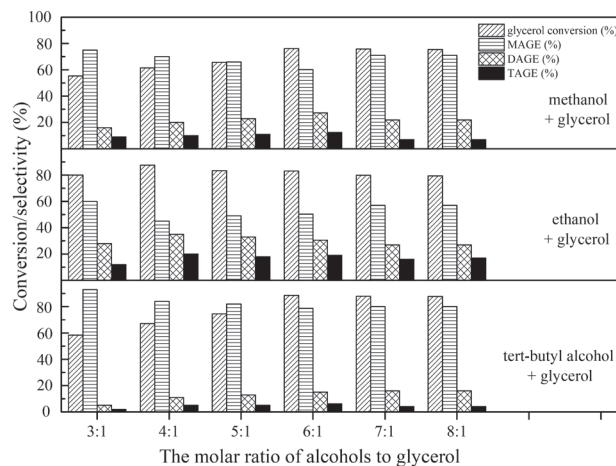 100
80
60
40
20
glycerol conversion (%)
MAGE (%)
DAGE (%)
TAGE (%)
methanol
+ glycerol
80
60
40
20
ethanol
+ glycerol
80
60
40
20
0
tert-butyl alcohol
+ glycerol
Conversion/selectivity (%)
3:1 4:1 5:1 6:1 7:1 8:1
The molar ratio of alcohols to glycerol